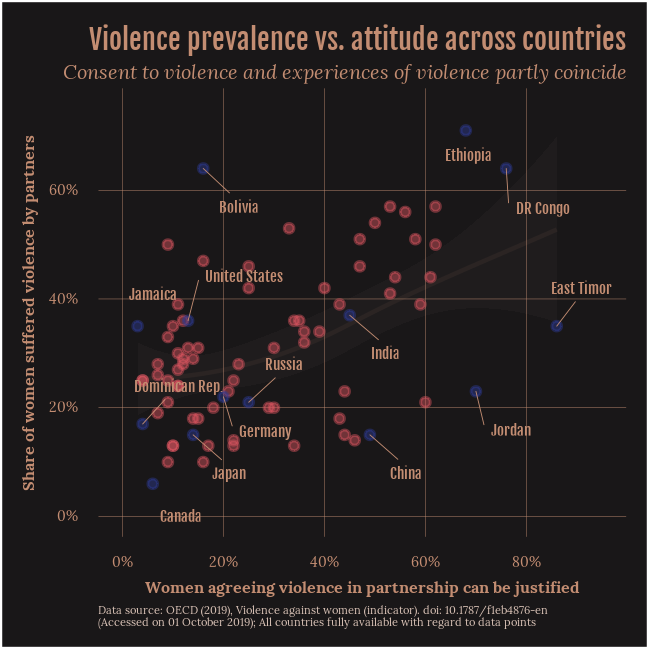 Violence prevalence vs. attitude across countries
Consent to violence and experiences of violence partly coincide
Share of women suffered violence by partners
60%
40%
20%
0%
Ethiopia
Bolivia
DR Congo
United States
East Timor
Jamaica
India
Russia
Dominican Rep.
Germany
Jordan
Japan
China
Canada
0% 20% 40% 60% 80%
Women agreeing violence in partnership can be justified
Data source: OECD (2019), Violence against women (indicator). doi: 10.1787/f1eb4876-en
(Accessed on 01 October 2019); All countries fully available with regard to data points